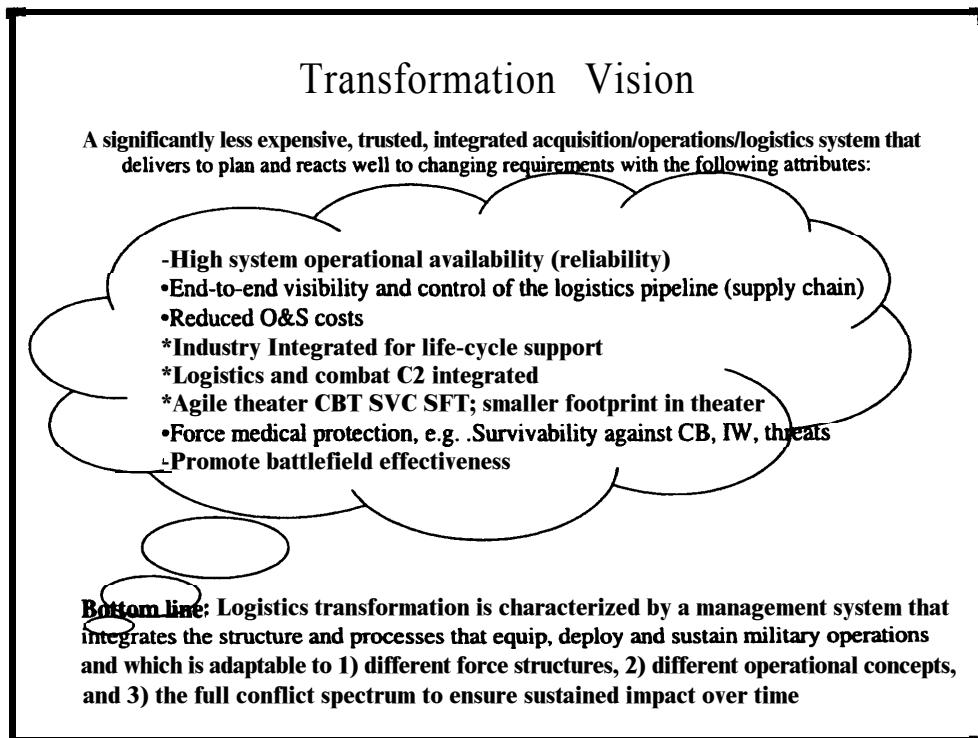 Transformation Vision
A significantly less expensive, trusted, integrated acquisition/operations/logistics system that
delivers to plan and reacts well to changing requirements with the following attributes:
-High system operational availability (reliability)
•End-to-end visibility and control of the logistics pipeline (supply chain)
•Reduced O&S costs
*Industry Integrated for life-cycle support
*Logistics and combat C2 integrated
*Agile theater CBT SVC SFT; smaller footprint in theater
•Force medical protection, e.g. .Survivability against CB, IW, threats
-Promote battlefield effectiveness
Bottom line: Logistics transformation is characterized by a management system that
integrates the structure and processes that equip, deploy and sustain military operations
and which is adaptable to 1) different force structures, 2) different operational concepts,
and 3) the full conflict spectrum to ensure sustained impact over time